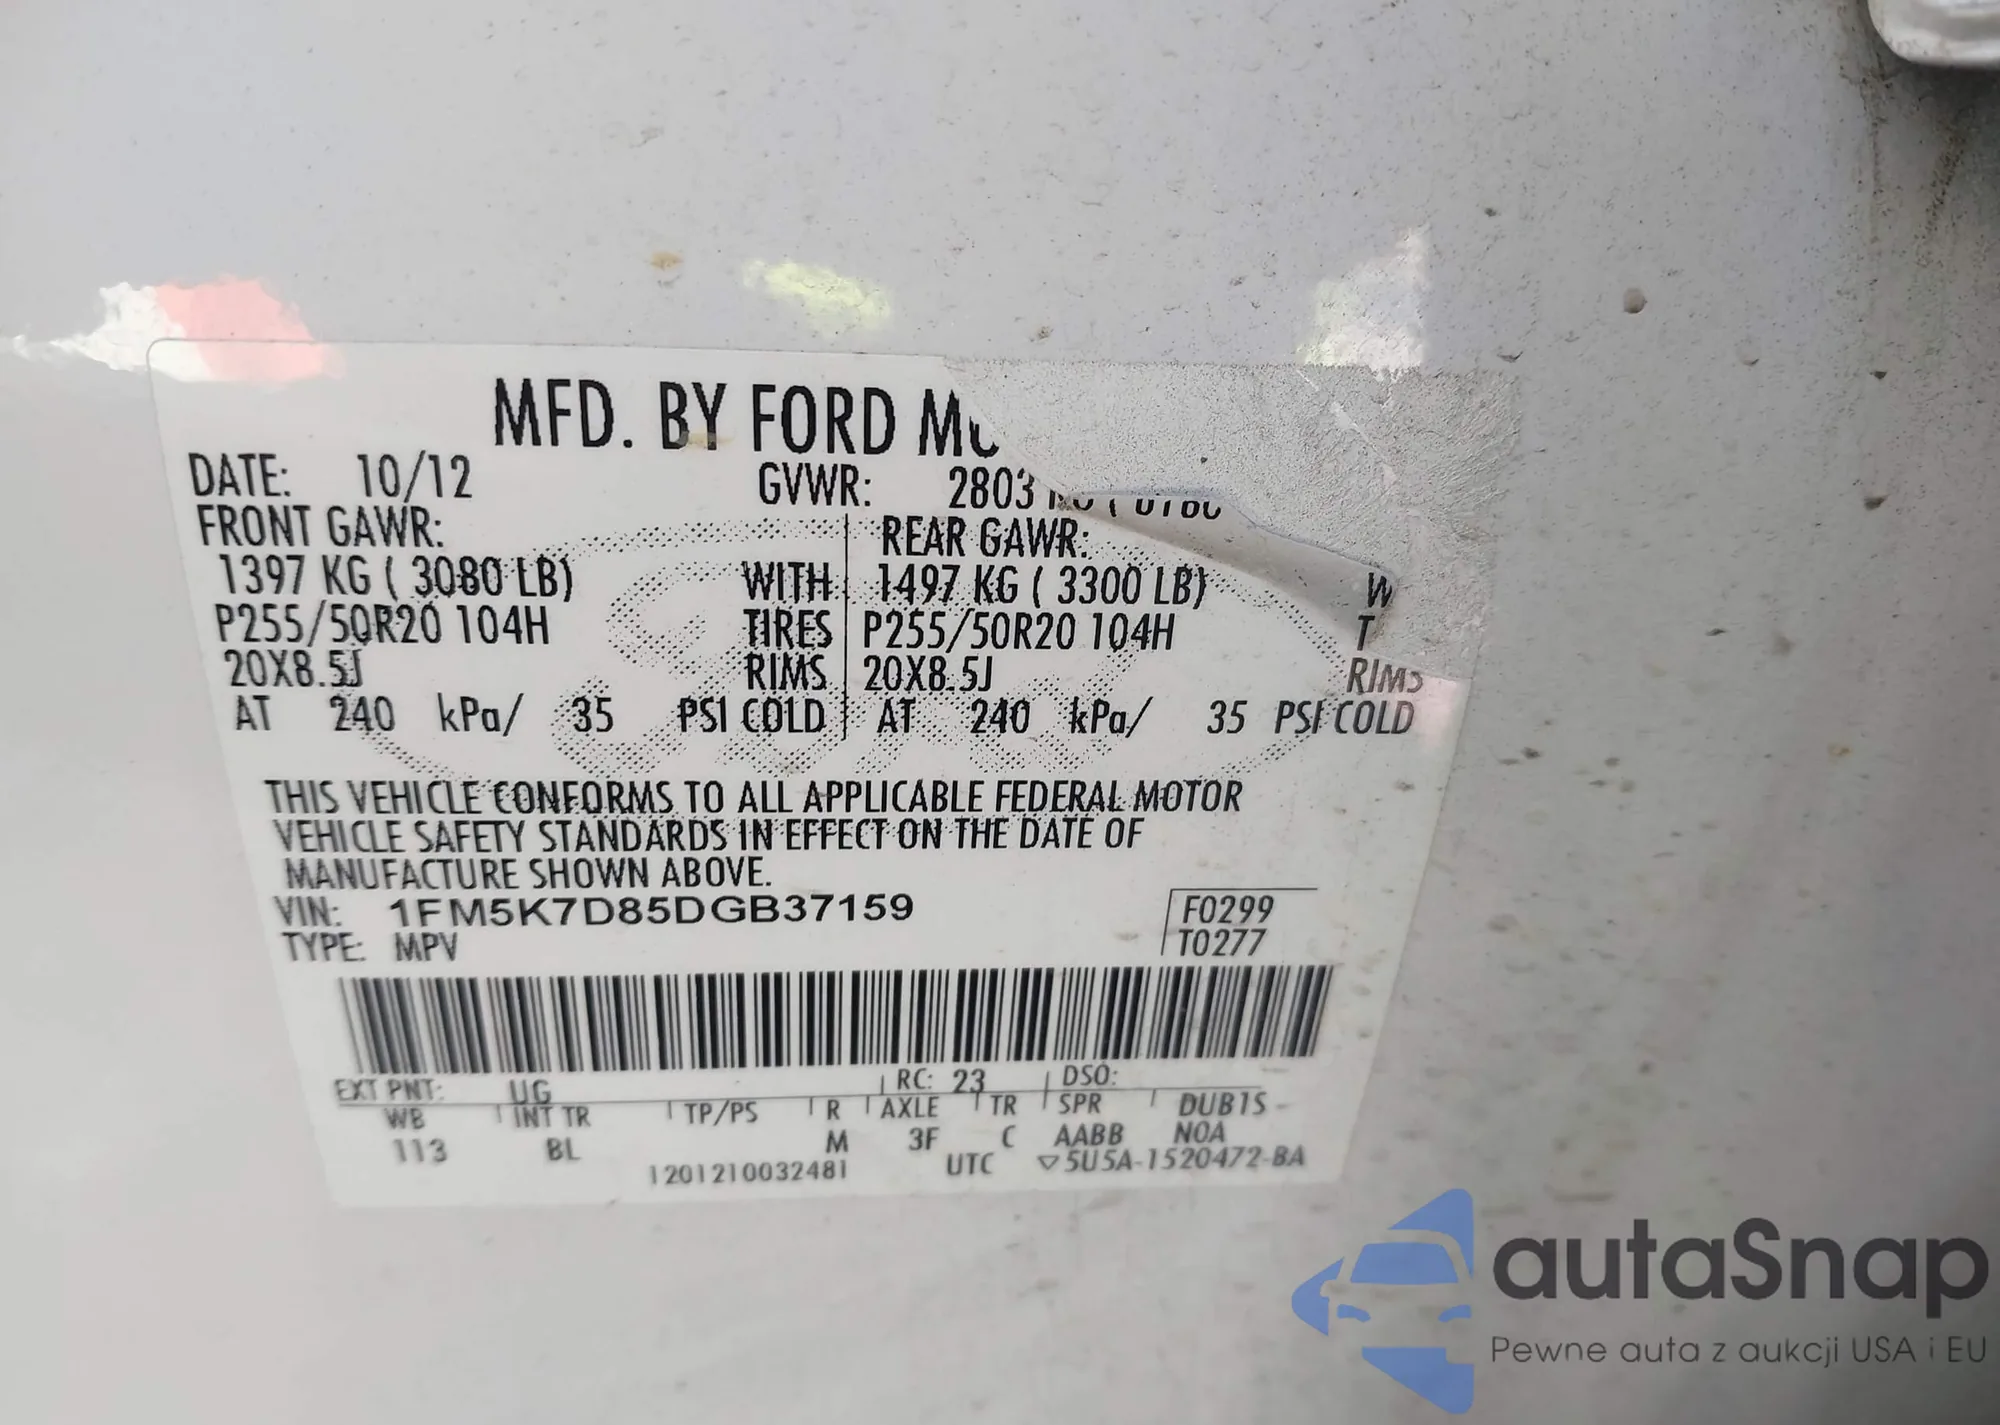 MFD. BY FORD
DATE: 10/12 GVWR: 2803
FRONT GAWR: REAR GAWR:
1397 KG ( 3080 LB) WITH 1497 KG ( 3300 LB) W
P255/50R20 104H TIRES P255/50R20 104H T
20X8.5J RIMS 20X8.5J RIMS
AT 240 kPa/ 35 PSI COLD AT 240 kPa/ 35 PSI COLD
THIS VEHICLE CONFORMS TO ALL APPLICABLE FEDERAL MOTOR
VEHICLE SAFETY STANDARDS IN EFFECT ON THE DATE OF
MANUFACTURE SHOWN ABOVE.
VIN: 1FM5K7D85DGB37159 F0299
TYPE: MPV T0277
EXT PNT: UG RC: 23 DSO:
WB INT TR TP/PS R AXLE TR SPR DUB1S -
113 BL M 3F C AABB NOA
1201210032481 UTC ▽5U5A-1520472-BA
autaSnap
Pewne auta z aukcji USA i EU